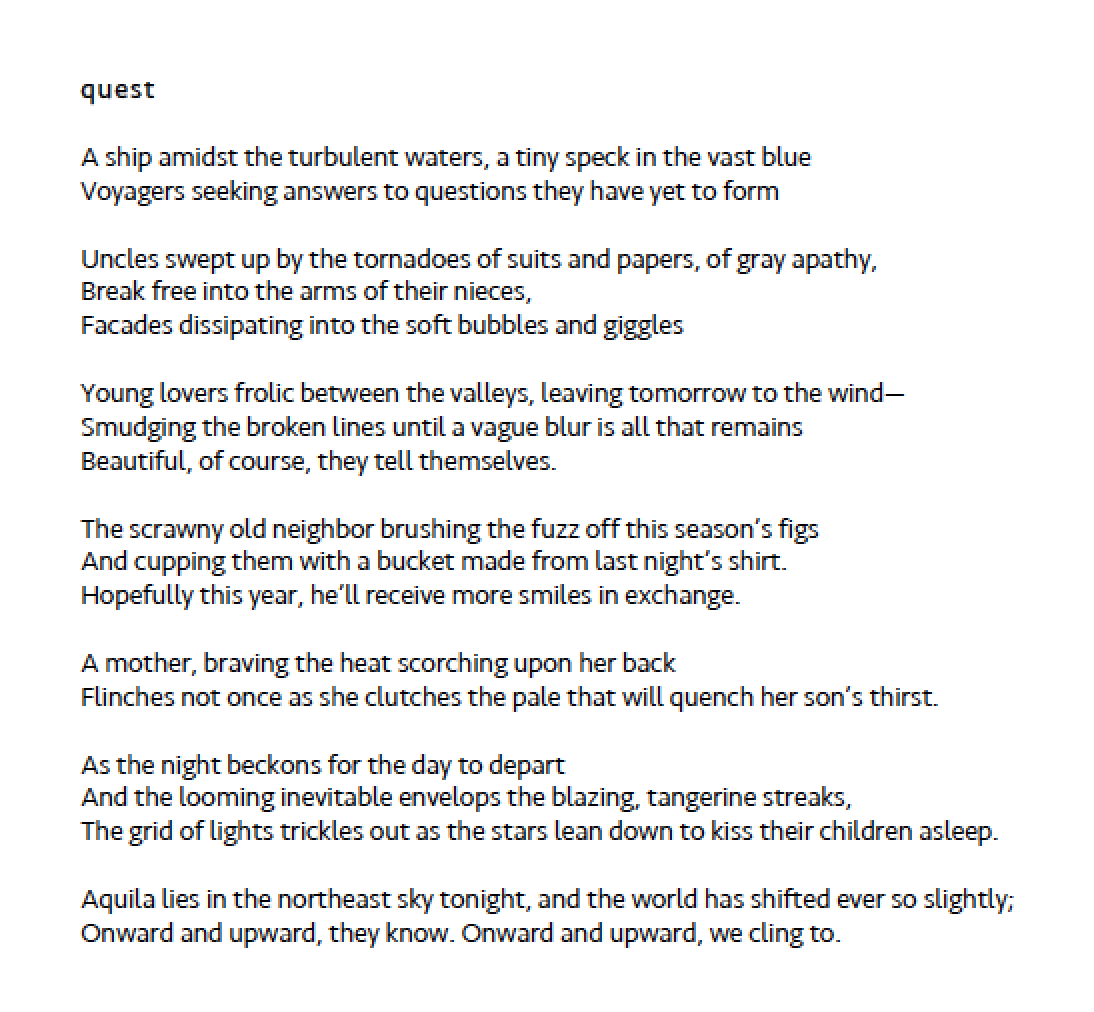 quest
A ship amidst the turbulent waters, a tiny speck in the vast blue
Voyagers seeking answers to questions they have yet to form
Uncles swept up by the tornadoes of suits and papers, of gray apathy,
Break free into the arms of their nieces,
Facades dissipating into the soft bubbles and giggles
Young lovers frolic between the valleys, leaving tomorrow to the wind—
Smudging the broken lines until a vague blur is all that remains
Beautiful, of course, they tell themselves.
The scrawny old neighbor brushing the fuzz off this season’s figs
And cupping them with a bucket made from last night’s shirt.
Hopefully this year, he’ll receive more smiles in exchange.
A mother, braving the heat scorching upon her back
Flinches not once as she clutches the pale that will quench her son’s thirst.
As the night beckons for the day to depart
And the looming inevitable envelops the blazing, tangerine streaks,
The grid of lights trickles out as the stars lean down to kiss their children asleep.
Aquila lies in the northeast sky tonight, and the world has shifted ever so slightly;
Onward and upward, they know. Onward and upward, we cling to.